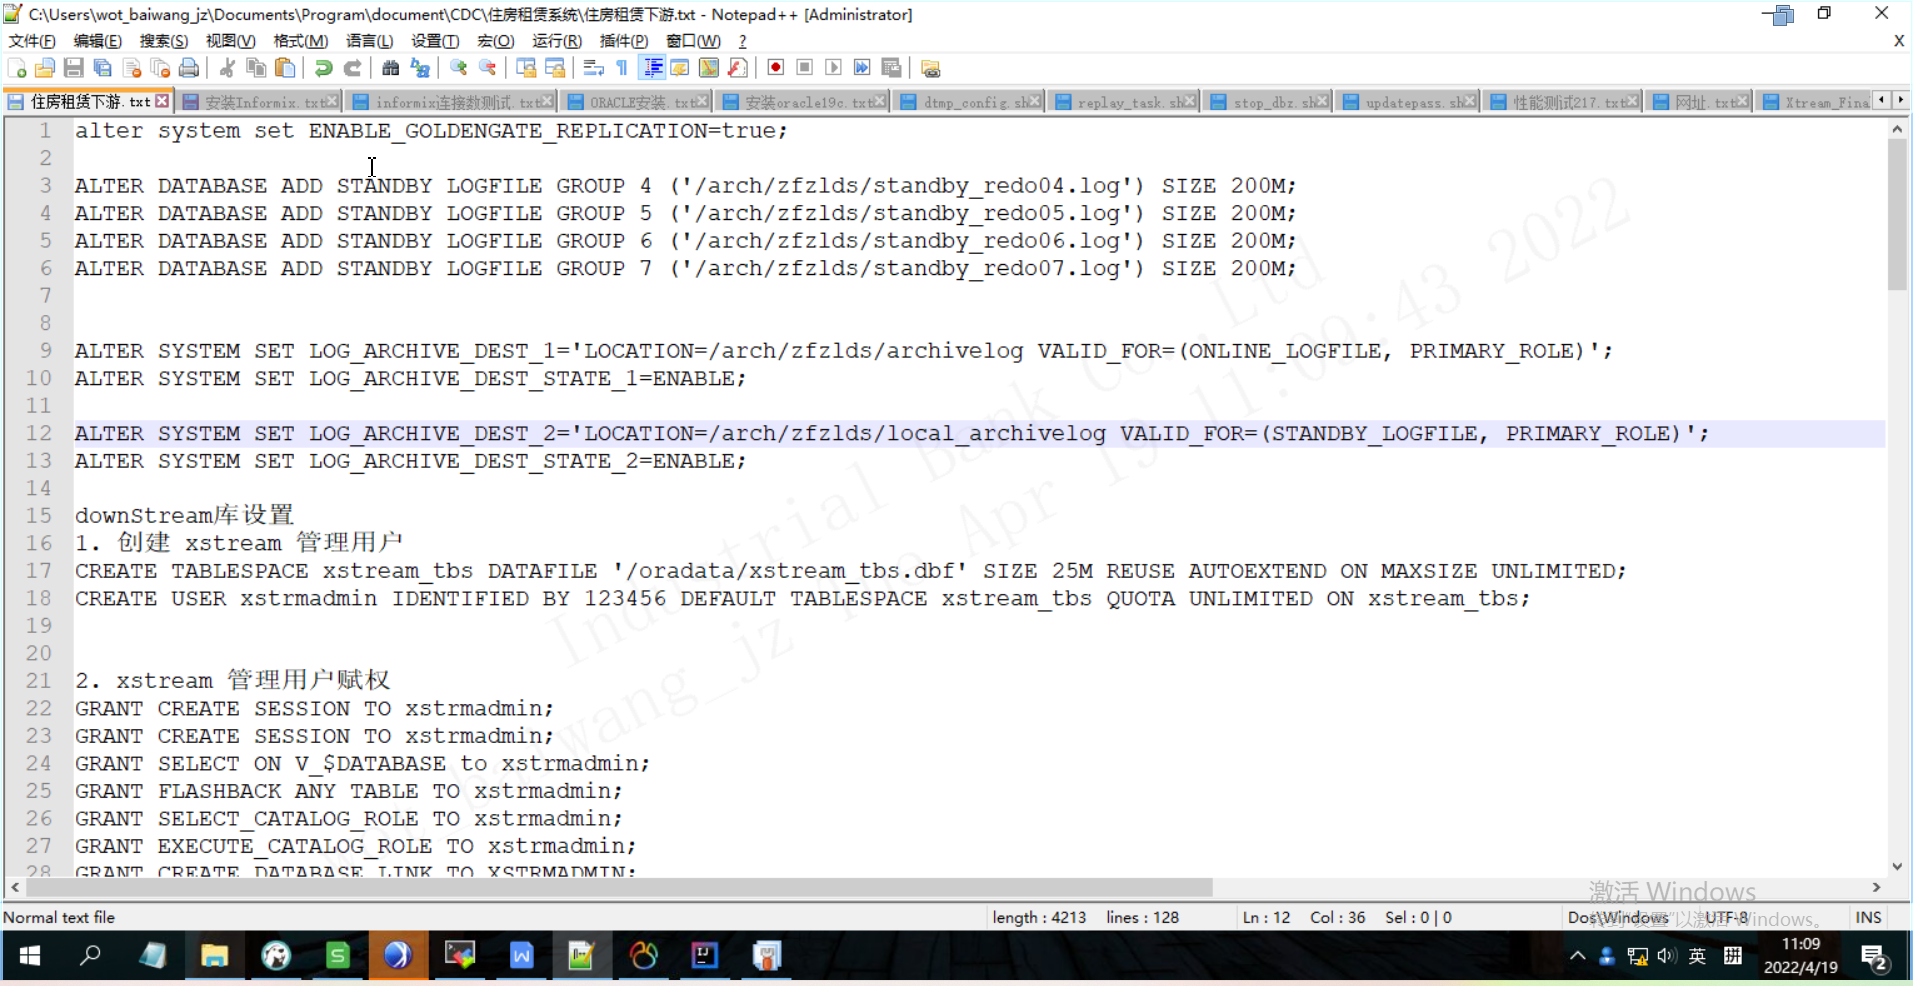 C:\Users\wot_baiwang_jz\Documents\Program\document\CDC\住房租赁系统\住房租赁下游.txt - Notepad++ [Administrator]
文件(F) 编辑(E) 搜索(S) 视图(V) 格式(M) 语言(L) 设置(T) 宏(O) 运行(R) 插件(P) 窗口(W) ? X
住房租赁下游.txt 安装Informix.txt informix连接数测试.txt ORACLE安装.txt 安装oracle19c.txt dtmp_config.sh replay_task.sh stop_dbz.sh updatepass.sh 性能测试217.txt 网址.txt Xtream_Fina
1 alter system set ENABLE_GOLDENGATE_REPLICATION=true;
2
3 ALTER DATABASE ADD STANDBY LOGFILE GROUP 4 ('/arch/zfzlds/standby_redo04.log') SIZE 200M;
4 ALTER DATABASE ADD STANDBY LOGFILE GROUP 5 ('/arch/zfzlds/standby_redo05.log') SIZE 200M;
5 ALTER DATABASE ADD STANDBY LOGFILE GROUP 6 ('/arch/zfzlds/standby_redo06.log') SIZE 200M;
6 ALTER DATABASE ADD STANDBY LOGFILE GROUP 7 ('/arch/zfzlds/standby_redo07.log') SIZE 200M;
7
8
9 ALTER SYSTEM SET LOG_ARCHIVE_DEST_1='LOCATION=/arch/zfzlds/archivelog VALID_FOR=(ONLINE_LOGFILE, PRIMARY_ROLE)';
10 ALTER SYSTEM SET LOG_ARCHIVE_DEST_STATE_1=ENABLE;
11
12 ALTER SYSTEM SET LOG_ARCHIVE_DEST_2='LOCATION=/arch/zfzlds/local_archivelog VALID_FOR=(STANDBY_LOGFILE, PRIMARY_ROLE)';
13 ALTER SYSTEM SET LOG_ARCHIVE_DEST_STATE_2=ENABLE;
14
15 downStream库设置
16 1. 创建 xstream 管理用户
17 CREATE TABLESPACE xstream_tbs DATAFILE '/oradata/xstream_tbs.dbf' SIZE 25M REUSE AUTOEXTEND ON MAXSIZE UNLIMITED;
18 CREATE USER xstrmadmin IDENTIFIED BY 123456 DEFAULT TABLESPACE xstream_tbs QUOTA UNLIMITED ON xstream_tbs;
19
20
21 2. xstream 管理用户赋权
22 GRANT CREATE SESSION TO xstrmadmin;
23 GRANT CREATE SESSION TO xstrmadmin;
24 GRANT SELECT ON V_$DATABASE to xstrmadmin;
25 GRANT FLASHBACK ANY TABLE TO xstrmadmin;
26 GRANT SELECT_CATALOG_ROLE TO xstrmadmin;
27 GRANT EXECUTE_CATALOG_ROLE TO xstrmadmin;
28 GRANT CREATE DATABASE LINK TO XSTRMADMIN;
Industrial Bank Co.,Ltd
wot_baiwang_jz Tue Apr 19 11:09:43 2022
激活 Windows
转到"设置"以激活 Windows。
Normal text file length : 4213 lines : 128 Ln : 12 Col : 36 Sel : 0 | 0 Dos\Windows UTF-8 INS
英 拼 11:09
2022/4/19 2